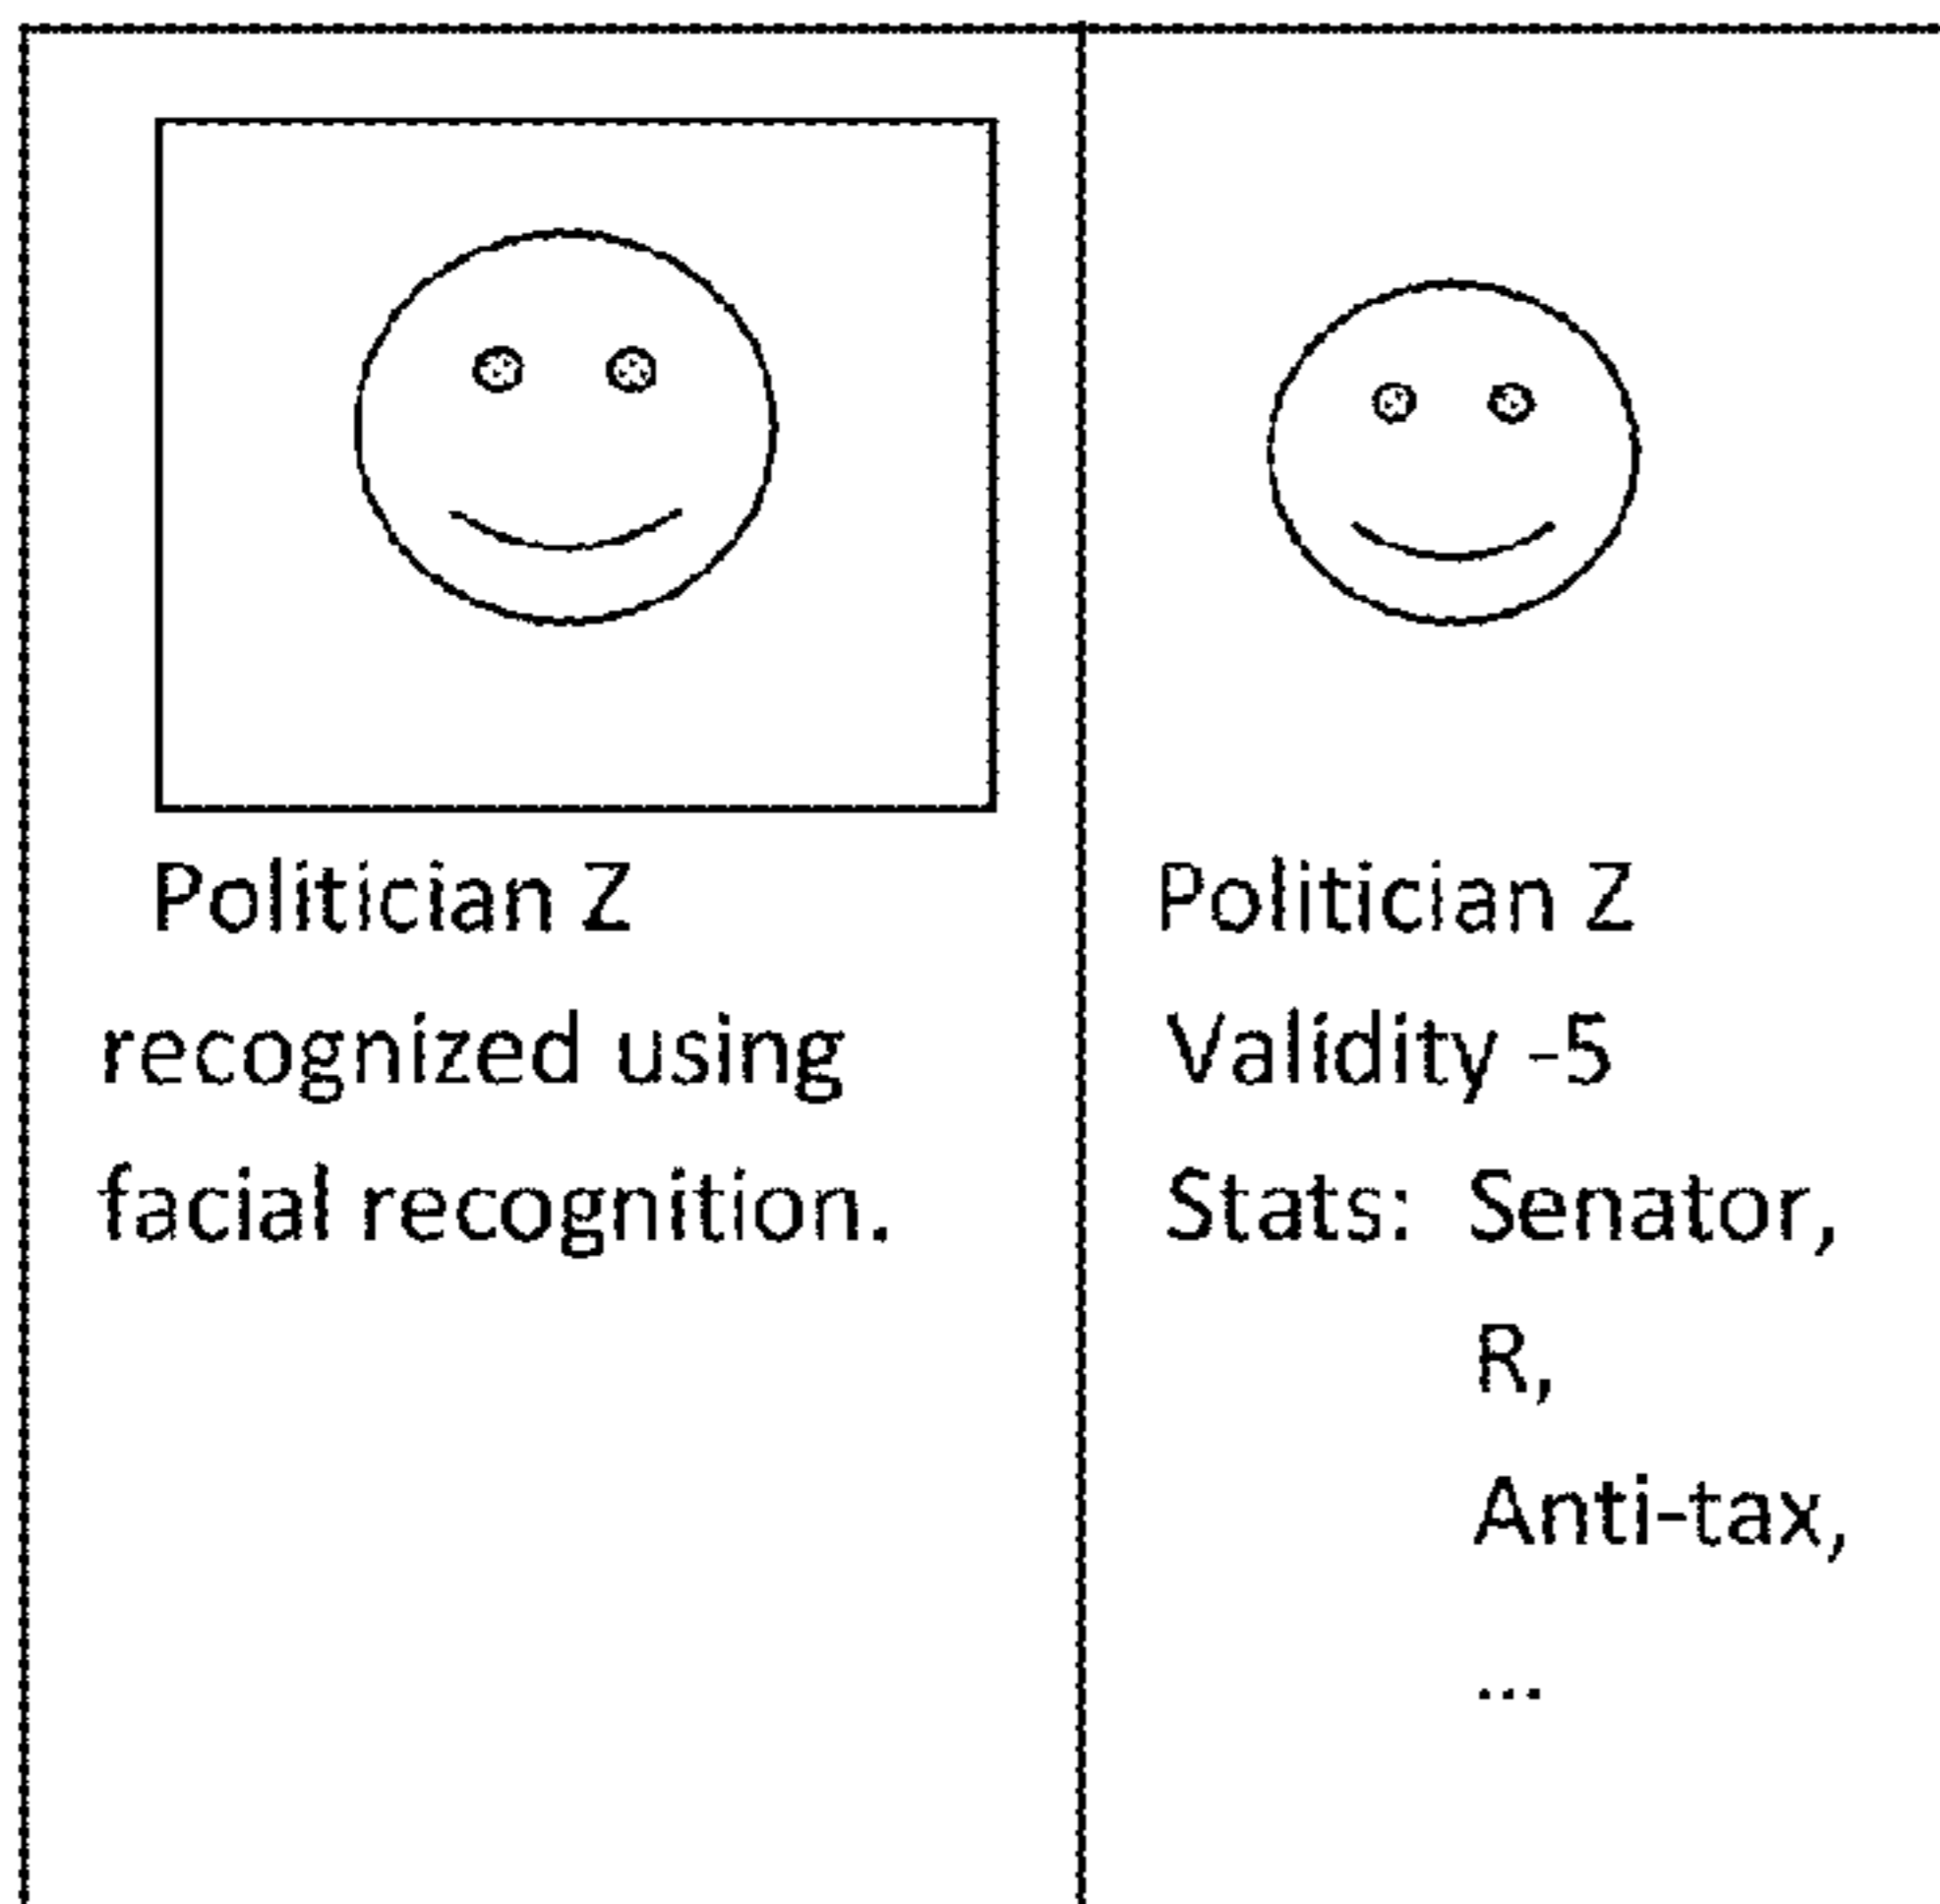 Politician Z
recognized using
facial recognition.
Politician Z
Validity -5
Stats: Senator,
R,
Anti-tax,
...